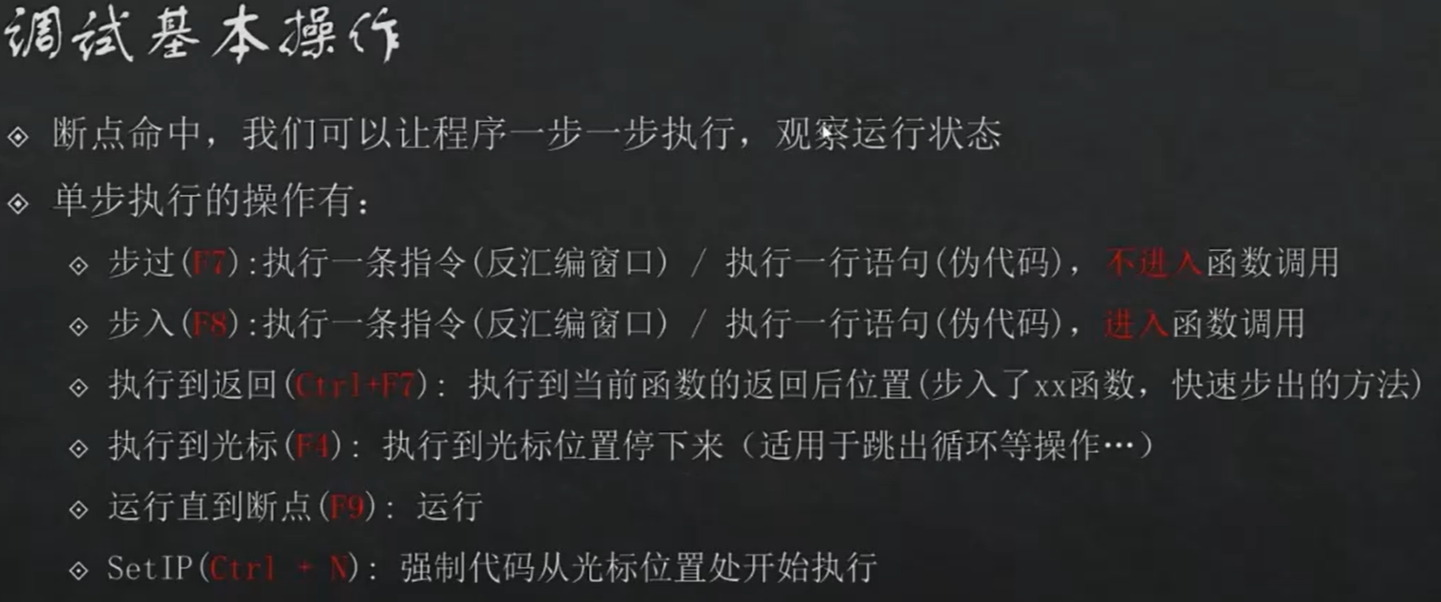 调试基本操作
断点命中，我们可以让程序一步一步执行，观察运行状态
单步执行的操作有：
步过(F7):执行一条指令(反汇编窗口) / 执行一行语句(伪代码)，不进入函数调用
步入(F8):执行一条指令(反汇编窗口) / 执行一行语句(伪代码)，进入函数调用
执行到返回(Ctrl+F7): 执行到当前函数的返回后位置(步入了xx函数，快速步出的方法)
执行到光标(F4): 执行到光标位置停下来（适用于跳出循环等操作…）
运行直到断点(F9): 运行
SetIP(Ctrl + N): 强制代码从光标位置处开始执行